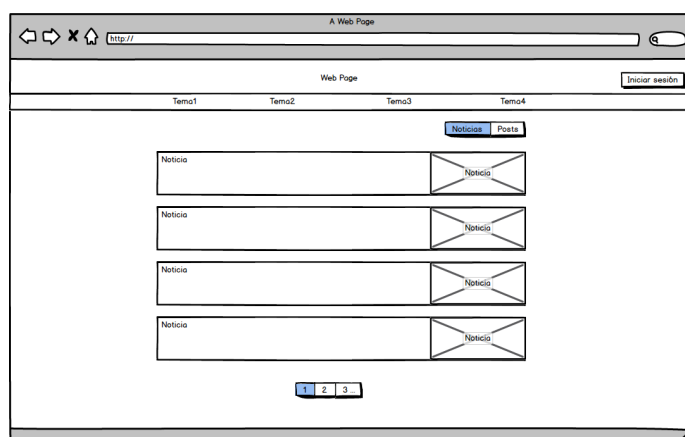 A Web Page
http://
Web Page
Iniciar sesión
Tema1 Tema2 Tema3 Tema4
Noticias Posts
Noticia Noticia
Noticia Noticia
Noticia Noticia
Noticia Noticia
1 2 3 ...